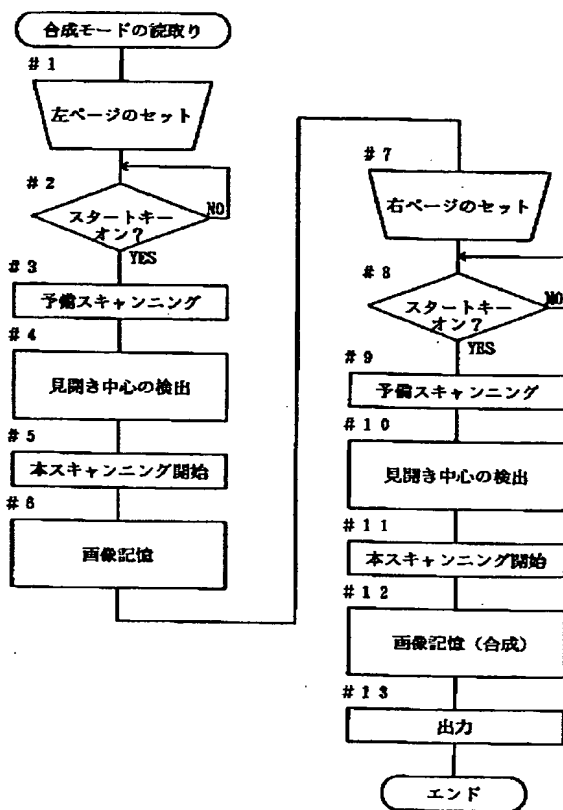 合成モードの読取り
#1
左ページのセット
#2
スタートキー
オン?
NO
YES
#3
予備スキャンニング
#4
見開き中心の検出
#5
本スキャンニング開始
#6
画像記憶
#7
右ページのセット
#8
スタートキー
オン?
NO
YES
#9
予備スキャンニング
#10
見開き中心の検出
#11
本スキャンニング開始
#12
画像記憶(合成)
#13
出力
エンド